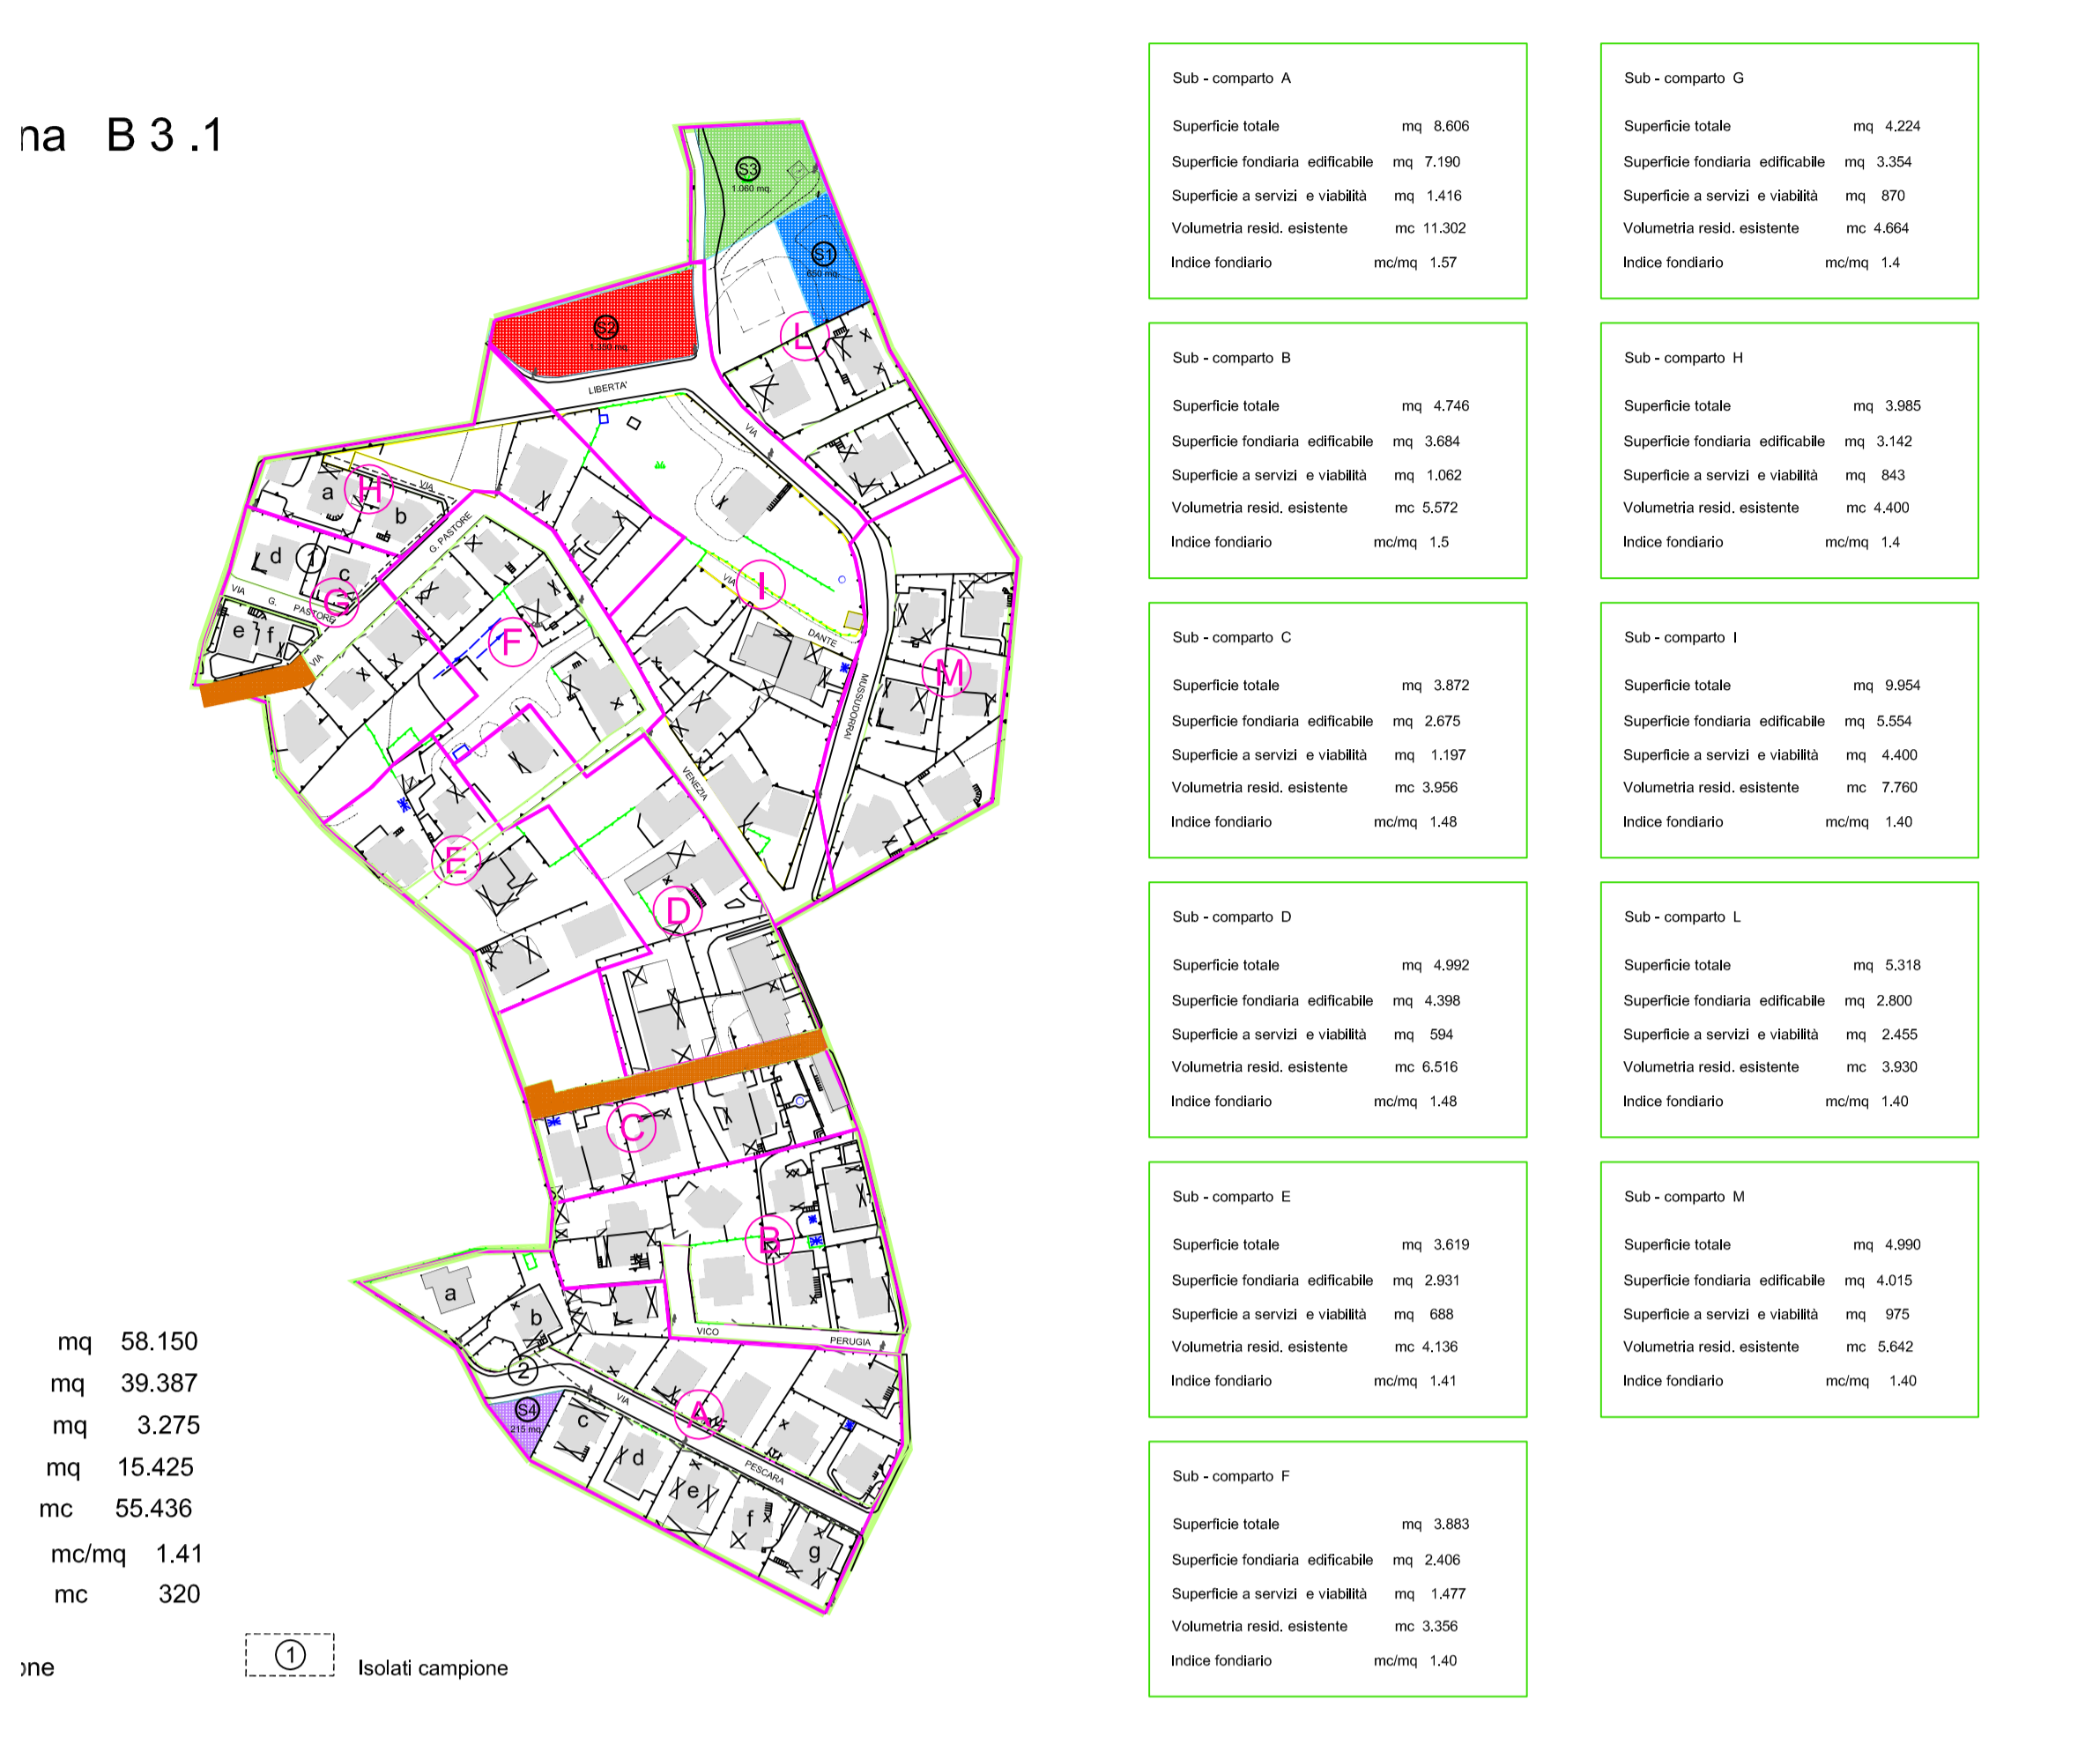 na B 3 .1
S3
1.060 mq.
S1
650 mq.
S2
1.350 mq.
L
LIBERTA'
VIA
H
a
VIA
b
G. PASTORE
d
1
c
G
VIA G. PASTORE
e
f
VIA
F
I
VIA
DANTE
M
MUSSUDORRAI
VENEZIA
E
D
C
B
a
b
VICO PERUGIA
2
S4
215 mq.
VIA
A
c
d
PESCARA
e
f
g
mq 58.150
mq 39.387
mq 3.275
mq 15.425
mc 55.436
mc/mq 1.41
mc 320
one
1
Isolati campione
Sub - comparto A
Superficie totale mq 8.606
Superficie fondiaria edificabile mq 7.190
Superficie a servizi e viabilità mq 1.416
Volumetria resid. esistente mc 11.302
Indice fondiario mc/mq 1.57
Sub - comparto B
Superficie totale mq 4.746
Superficie fondiaria edificabile mq 3.684
Superficie a servizi e viabilità mq 1.062
Volumetria resid. esistente mc 5.572
Indice fondiario mc/mq 1.5
Sub - comparto C
Superficie totale mq 3.872
Superficie fondiaria edificabile mq 2.675
Superficie a servizi e viabilità mq 1.197
Volumetria resid. esistente mc 3.956
Indice fondiario mc/mq 1.48
Sub - comparto D
Superficie totale mq 4.992
Superficie fondiaria edificabile mq 4.398
Superficie a servizi e viabilità mq 594
Volumetria resid. esistente mc 6.516
Indice fondiario mc/mq 1.48
Sub - comparto E
Superficie totale mq 3.619
Superficie fondiaria edificabile mq 2.931
Superficie a servizi e viabilità mq 688
Volumetria resid. esistente mc 4.136
Indice fondiario mc/mq 1.41
Sub - comparto F
Superficie totale mq 3.883
Superficie fondiaria edificabile mq 2.406
Superficie a servizi e viabilità mq 1.477
Volumetria resid. esistente mc 3.356
Indice fondiario mc/mq 1.40
Sub - comparto G
Superficie totale mq 4.224
Superficie fondiaria edificabile mq 3.354
Superficie a servizi e viabilità mq 870
Volumetria resid. esistente mc 4.664
Indice fondiario mc/mq 1.4
Sub - comparto H
Superficie totale mq 3.985
Superficie fondiaria edificabile mq 3.142
Superficie a servizi e viabilità mq 843
Volumetria resid. esistente mc 4.400
Indice fondiario mc/mq 1.4
Sub - comparto I
Superficie totale mq 9.954
Superficie fondiaria edificabile mq 5.554
Superficie a servizi e viabilità mq 4.400
Volumetria resid. esistente mc 7.760
Indice fondiario mc/mq 1.40
Sub - comparto L
Superficie totale mq 5.318
Superficie fondiaria edificabile mq 2.800
Superficie a servizi e viabilità mq 2.455
Volumetria resid. esistente mc 3.930
Indice fondiario mc/mq 1.40
Sub - comparto M
Superficie totale mq 4.990
Superficie fondiaria edificabile mq 4.015
Superficie a servizi e viabilità mq 975
Volumetria resid. esistente mc 5.642
Indice fondiario mc/mq 1.40